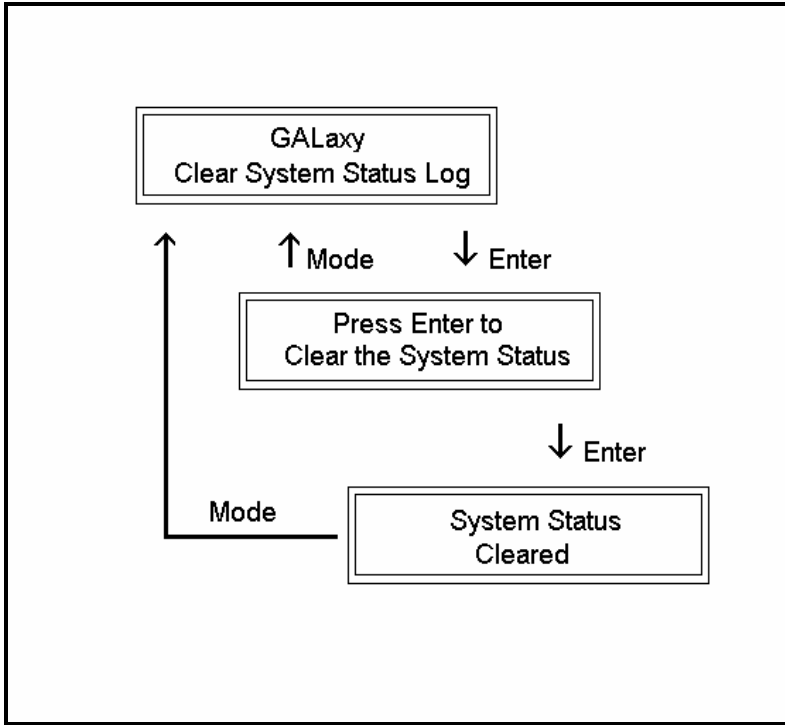 GALaxy
Clear System Status Log
Mode
Enter
Press Enter to
Clear the System Status
Enter
Mode
System Status
Cleared